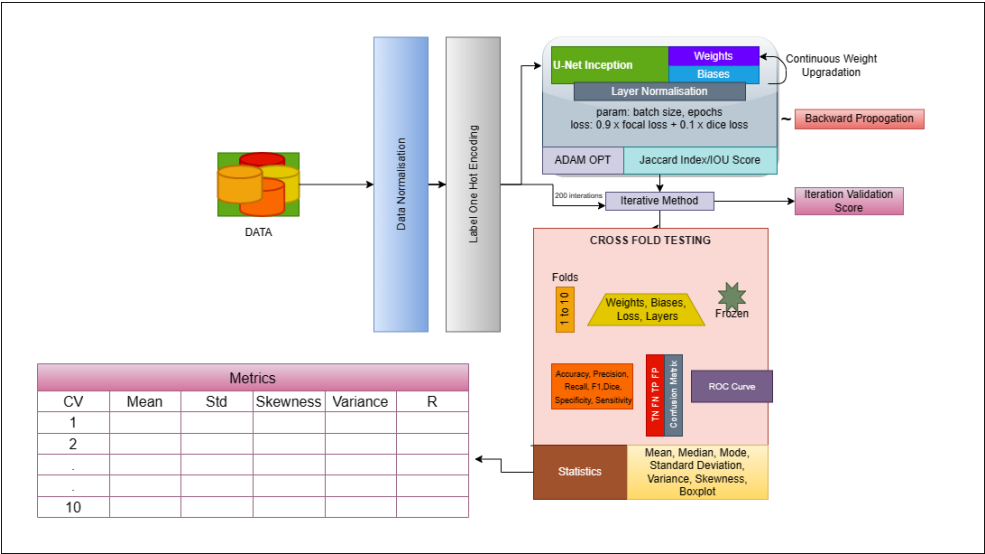 DATA
Data Normalisation
Label One Hot Encoding
U-Net Inception
Weights
Biases
Continuous Weight
Upgradation
Layer Normalisation
param: batch size, epochs
loss: 0.9 x focal loss + 0.1 x dice loss
~
Backward Propogation
ADAM OPT
Jaccard Index/IOU Score
200 interations
Iterative Method
Iteration Validation
Score
CROSS FOLD TESTING
Folds
1 to 10
Weights, Biases,
Loss, Layers
Frozen
Accuracy, Precision,
Recall, F1,Dice,
Specificity, Sensitivity
TN FN TP FP
Confusion Matrix
ROC Curve
Statistics
Mean, Median, Mode,
Standard Deviation,
Variance, Skewness,
Boxplot
Metrics
CV Mean Std Skewness Variance R
1
2
.
.
10